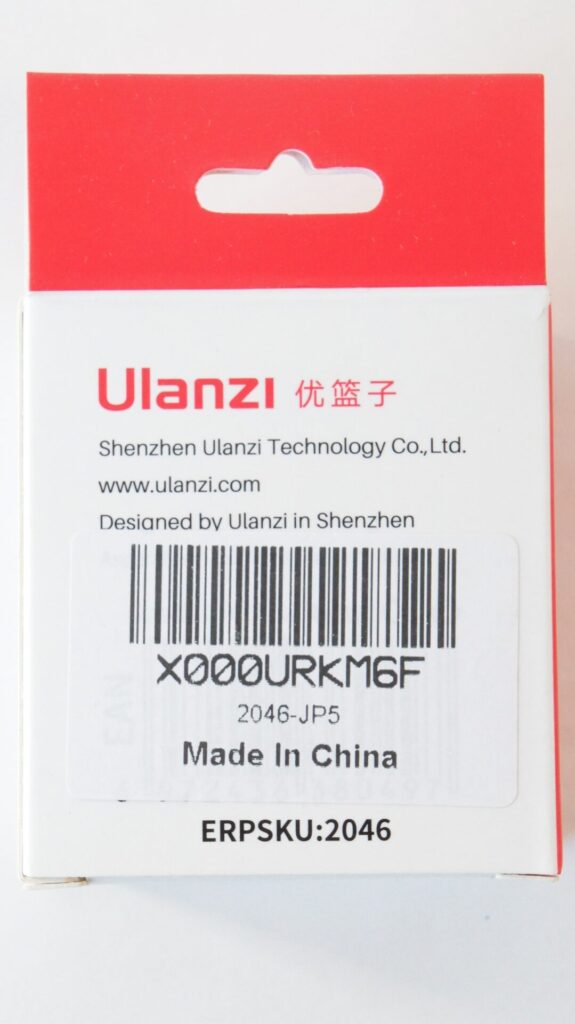 Ulanzi 优篮子
Shenzhen Ulanzi Technology Co.,Ltd.
www.ulanzi.com
Designed by Ulanzi in Shenzhen
X000URKM6F
2046-JP5
Made In China
EAN
ERPSKU:2046